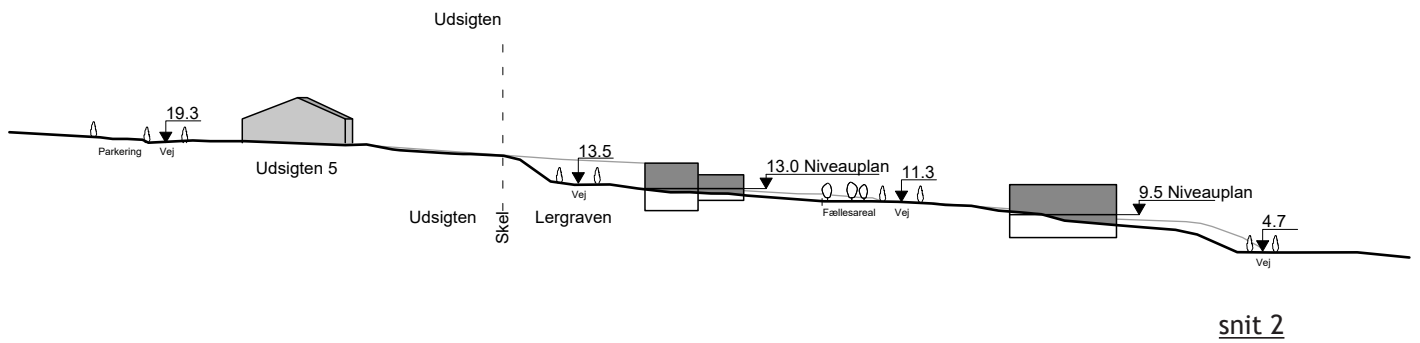 Udsigten
19.3
Parkering
Vej
Udsigten 5
13.5
Vej
13.0 Niveauplan
11.3
Fællesareal
Vej
9.5 Niveauplan
4.7
Vej
Udsigten
Skel
Lergraven
snit 2